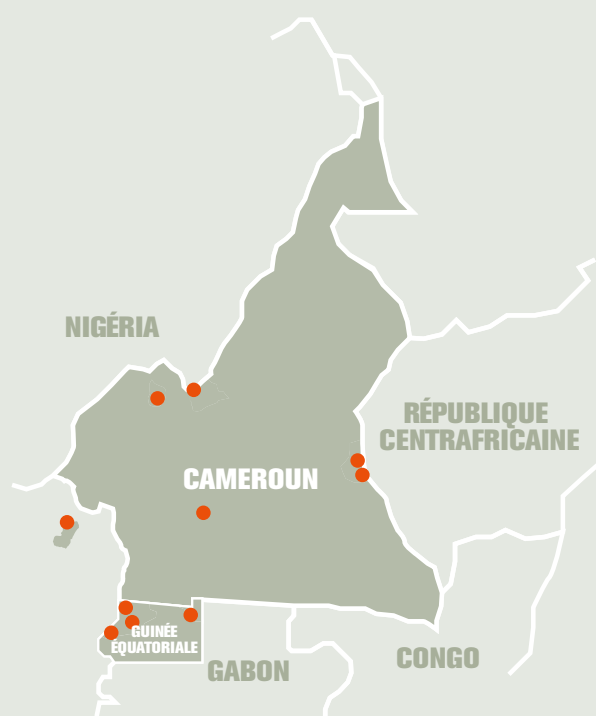 NIGÉRIA
RÉPUBLIQUE
CENTRAFRICAINE
CAMEROUN
GUINÉE
ÉQUATORIALE
GABON
CONGO